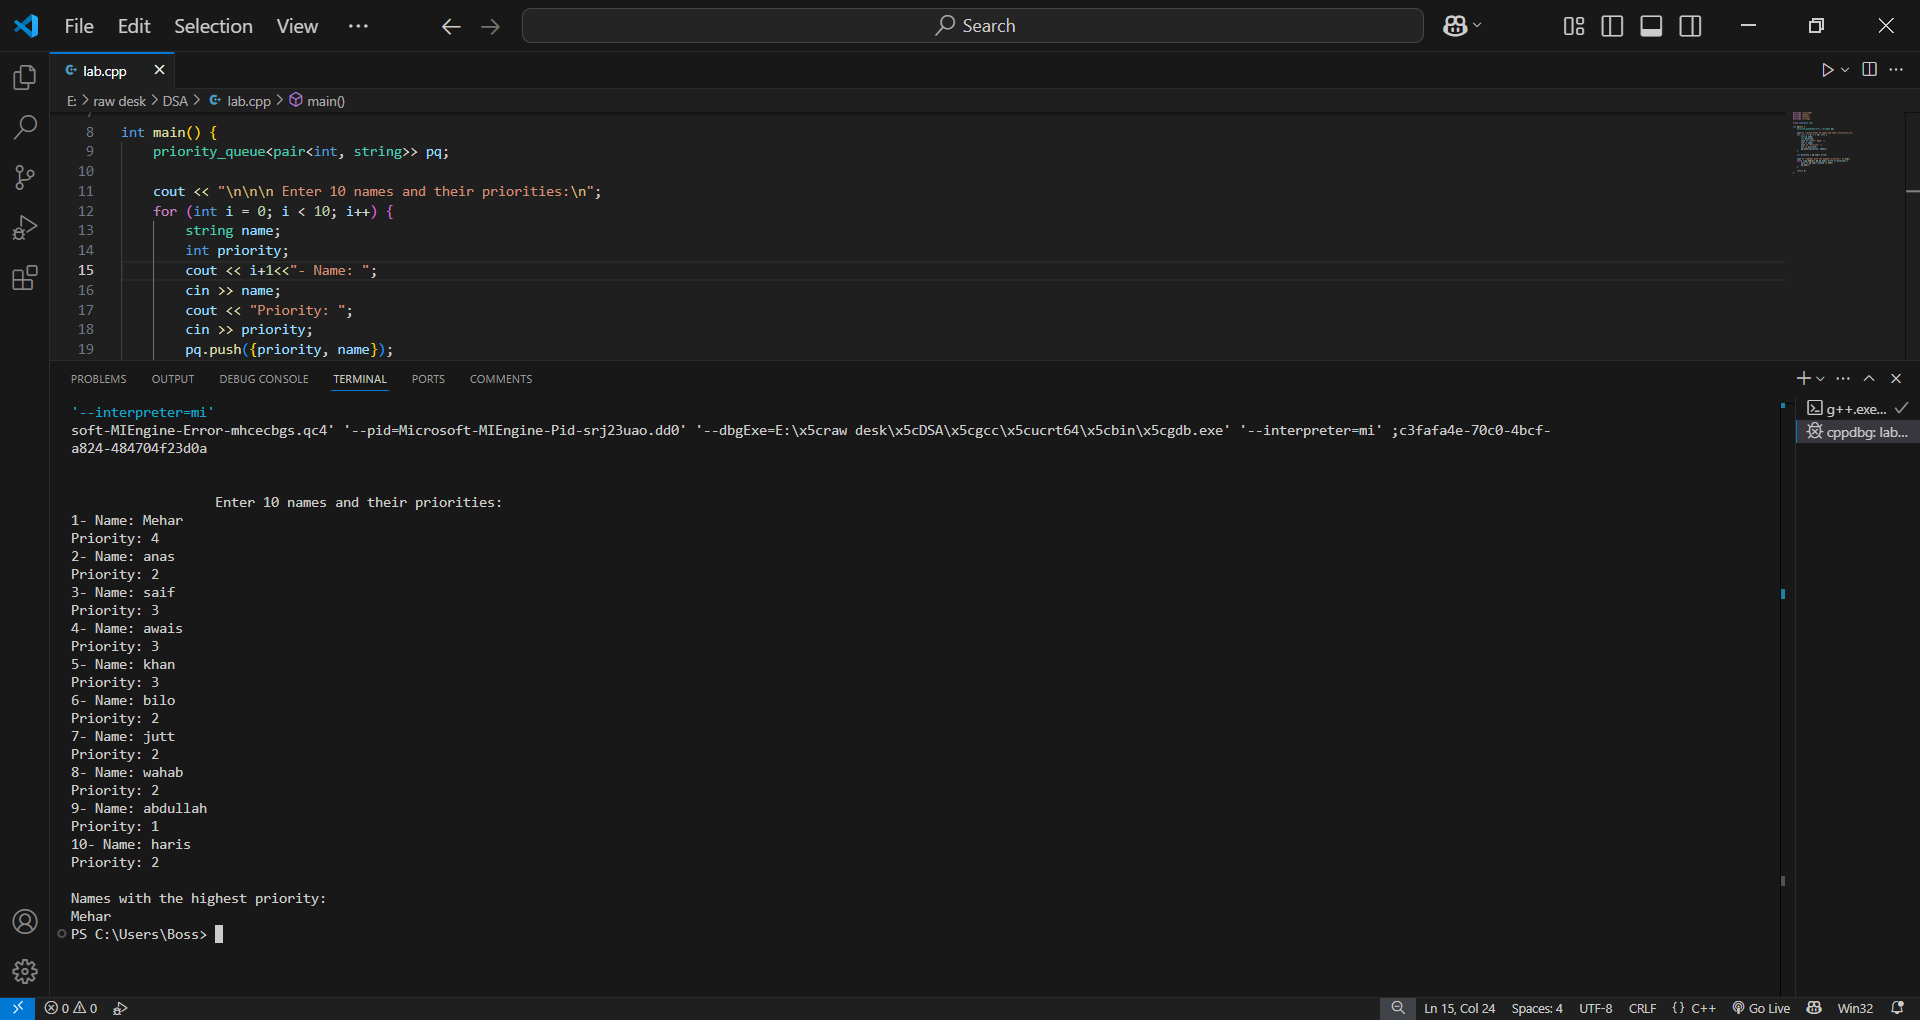 File Edit Selection View ··· Search
lab.cpp
E: > raw desk > DSA > lab.cpp > main()
7
8 int main() {
9 priority_queue<pair<int, string>> pq;
10
11 cout << "\n\n\n Enter 10 names and their priorities:\n";
12 for (int i = 0; i < 10; i++) {
13 string name;
14 int priority;
15 cout << i+1<<"- Name: ";
16 cin >> name;
17 cout << "Priority: ";
18 cin >> priority;
19 pq.push({priority, name});
PROBLEMS OUTPUT DEBUG CONSOLE TERMINAL PORTS COMMENTS
'--interpreter=mi'
soft-MIEngine-Error-mhcecbgs.qc4' '--pid=Microsoft-MIEngine-Pid-srj23uao.dd0' '--dbgExe=E:\x5craw desk\x5cDSA\x5cgcc\x5cucrt64\x5cbin\x5cgdb.exe' '--interpreter=mi' ;c3fafa4e-70c0-4bcf-
a824-484704f23d0a
Enter 10 names and their priorities:
1- Name: Mehar
Priority: 4
2- Name: anas
Priority: 2
3- Name: saif
Priority: 3
4- Name: awais
Priority: 3
5- Name: khan
Priority: 3
6- Name: bilo
Priority: 2
7- Name: jutt
Priority: 2
8- Name: wahab
Priority: 2
9- Name: abdullah
Priority: 1
10- Name: haris
Priority: 2
Names with the highest priority:
Mehar
PS C:\Users\Boss>
g++.exe...
cppdbg: lab...
0 0 Ln 15, Col 24 Spaces: 4 UTF-8 CRLF {} C++ Go Live Win32